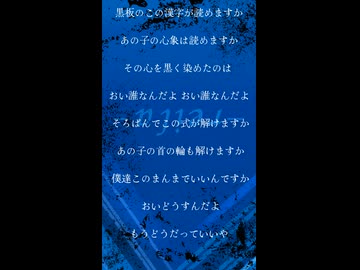 黒板のこの漢字が読めますか
あの子の心象は読めますか
その心を黒く染めたのは
おい誰なんだよ おい誰なんだよ
そろばんでこの式が解けますか
あの子の首の輪も解けますか
僕達このまんまでいいんですか
おいどうすんだよ
もうどうだっていいや